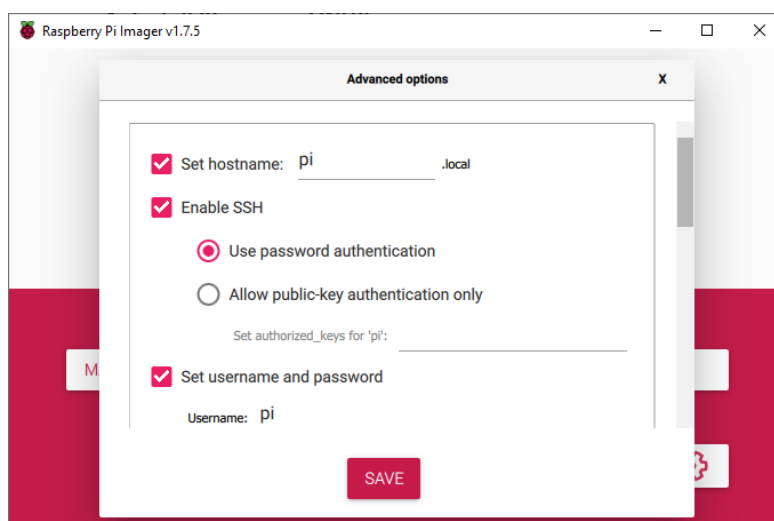 Raspberry Pi Imager v1.7.5
Advanced options
X
Set hostname: pi .local
Enable SSH
Use password authentication
Allow public-key authentication only
Set authorized_keys for 'pi':
Set username and password
Username: pi
SAVE